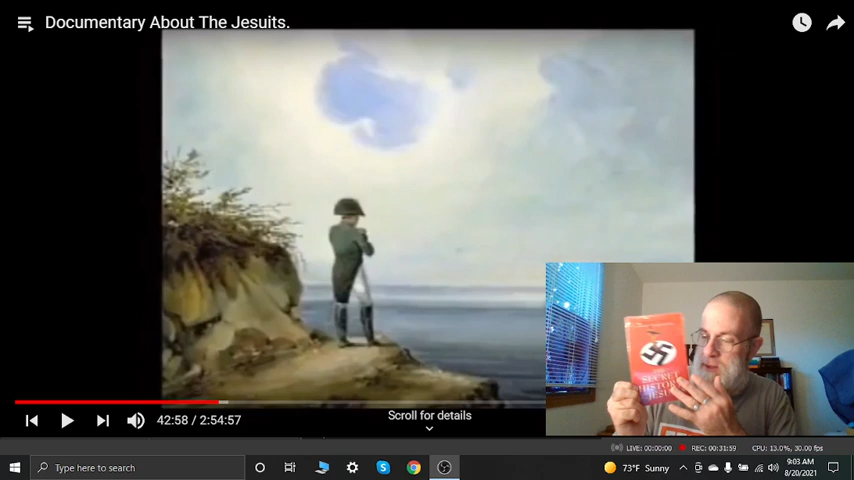 Documentary About The Jesuits.
SECRET
HISTORY
JESUITS
42:58 / 2:54:57
Scroll for details
LIVE: 00:00:00
REC: 00:31:59
CPU: 13.0%, 30.00 fps
Type here to search
73°F Sunny
9:03 AM
8/20/2021